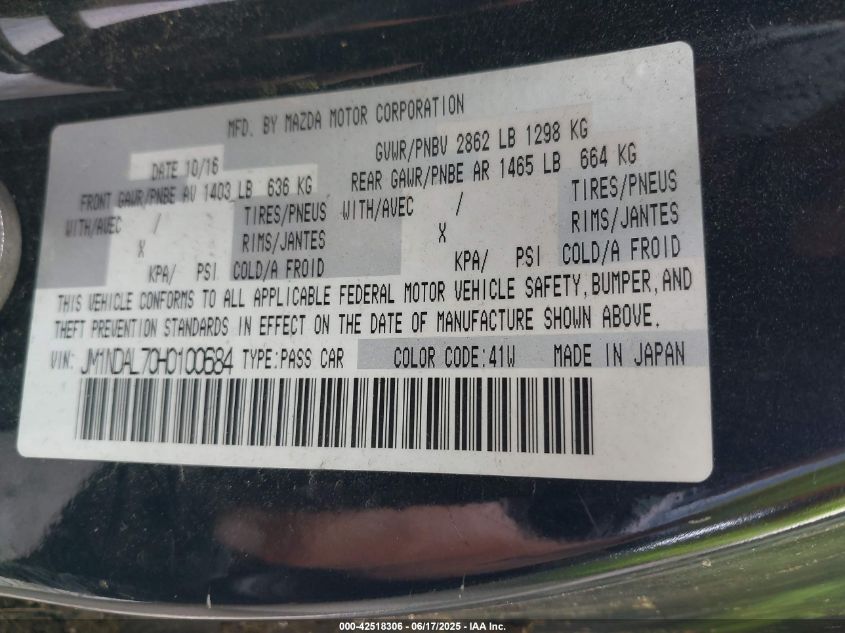 MFD. BY MAZDA MOTOR CORPORATION
DATE 10/16
GVWR/PNBV 2862 LB 1298 KG
FRONT GAWR/PNBE AV 1403 LB 636 KG
REAR GAWR/PNBE AR 1465 LB 664 KG
WITH/AVEC / TIRES/PNEUS
WITH/AVEC / TIRES/PNEUS
X RIMS/JANTES
X RIMS/JANTES
KPA/ PSI COLD/A FROID
KPA/ PSI COLD/A FROID
THIS VEHICLE CONFORMS TO ALL APPLICABLE FEDERAL MOTOR VEHICLE SAFETY, BUMPER, AND
THEFT PREVENTION STANDARDS IN EFFECT ON THE DATE OF MANUFACTURE SHOWN ABOVE.
VIN: JM1NDAL70H0100684 TYPE:PASS CAR COLOR CODE:41W MADE IN JAPAN
000-42518306 - 06/17/2025 - IAA Inc.